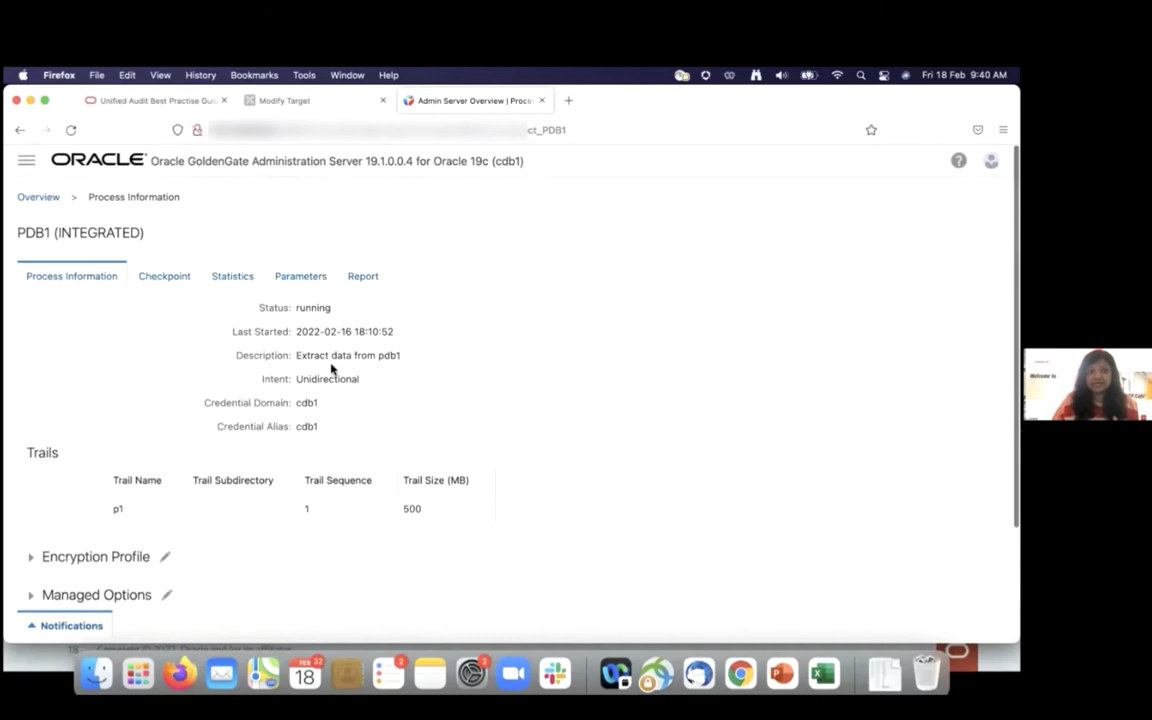 Firefox File Edit View History Bookmarks Tools Window Help Fri 18 Feb 9:40 AM
Unified Audit Best Practise Gui Modify Target Admin Server Overview | Proce
ct_PDB1
ORACLE Oracle GoldenGate Administration Server 19.1.0.0.4 for Oracle 19c (cdb1)
Overview > Process Information
PDB1 (INTEGRATED)
Process Information Checkpoint Statistics Parameters Report
Status: running
Last Started: 2022-02-16 18:10:52
Description: Extract data from pdb1
Intent: Unidirectional
Credential Domain: cdb1
Credential Alias: cdb1
Trails
Trail Name Trail Subdirectory Trail Sequence Trail Size (MB)
p1 1 500
Encryption Profile
Managed Options
Notifications
FEB
18
Welcome to